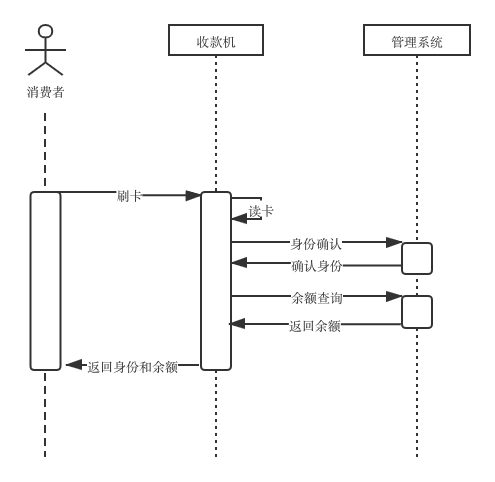 收款机
管理系统
消费者
刷卡
读卡
身份确认
确认身份
余额查询
返回余额
返回身份和余额